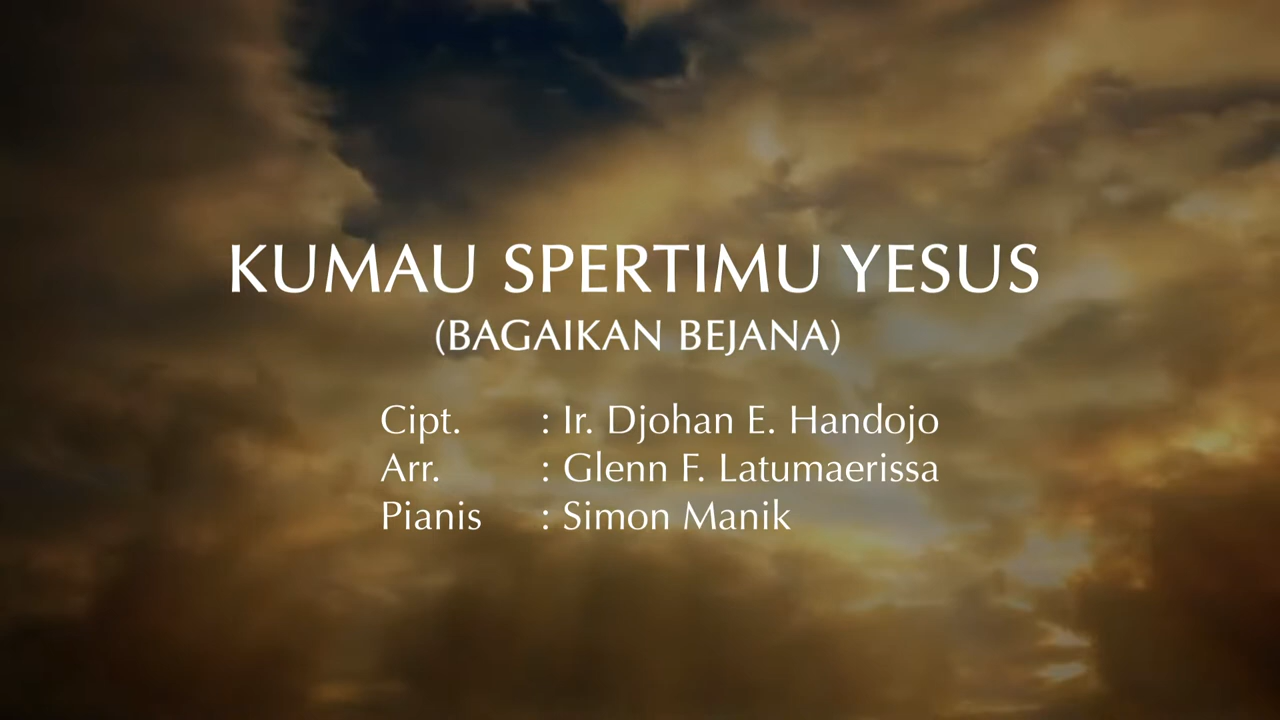 KUMAU SPERTIMU YESUS
(BAGAIKAN BEJANA)
Cipt. : Ir. Djohan E. Handojo
Arr. : Glenn F. Latumaerissa
Pianis : Simon Manik